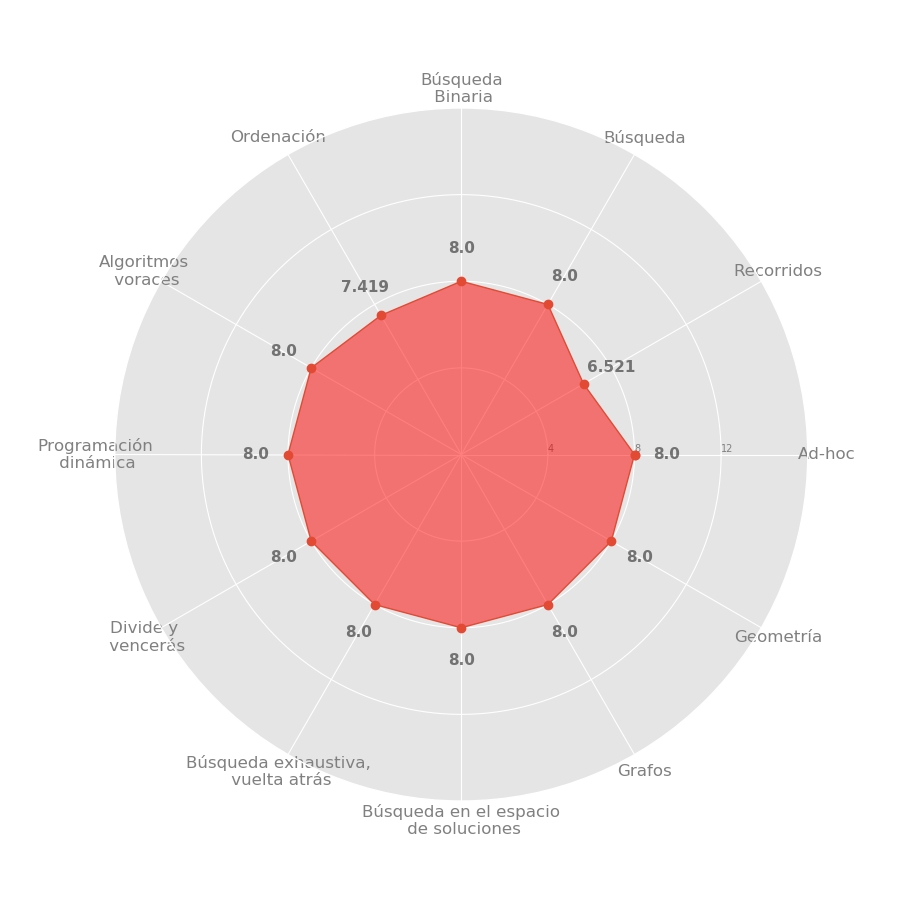 Búsqueda
Binaria
Ordenación
Búsqueda
8.0
Algoritmos
voraces
7.419
8.0
Recorridos
8.0
6.521
Programación
dinámica
8.0
4
8
8.0
12
Ad-hoc
8.0
8.0
Divide y
vencerás
8.0
8.0
Geometría
8.0
Búsqueda exhaustiva,
vuelta atrás
Grafos
Búsqueda en el espacio
de soluciones